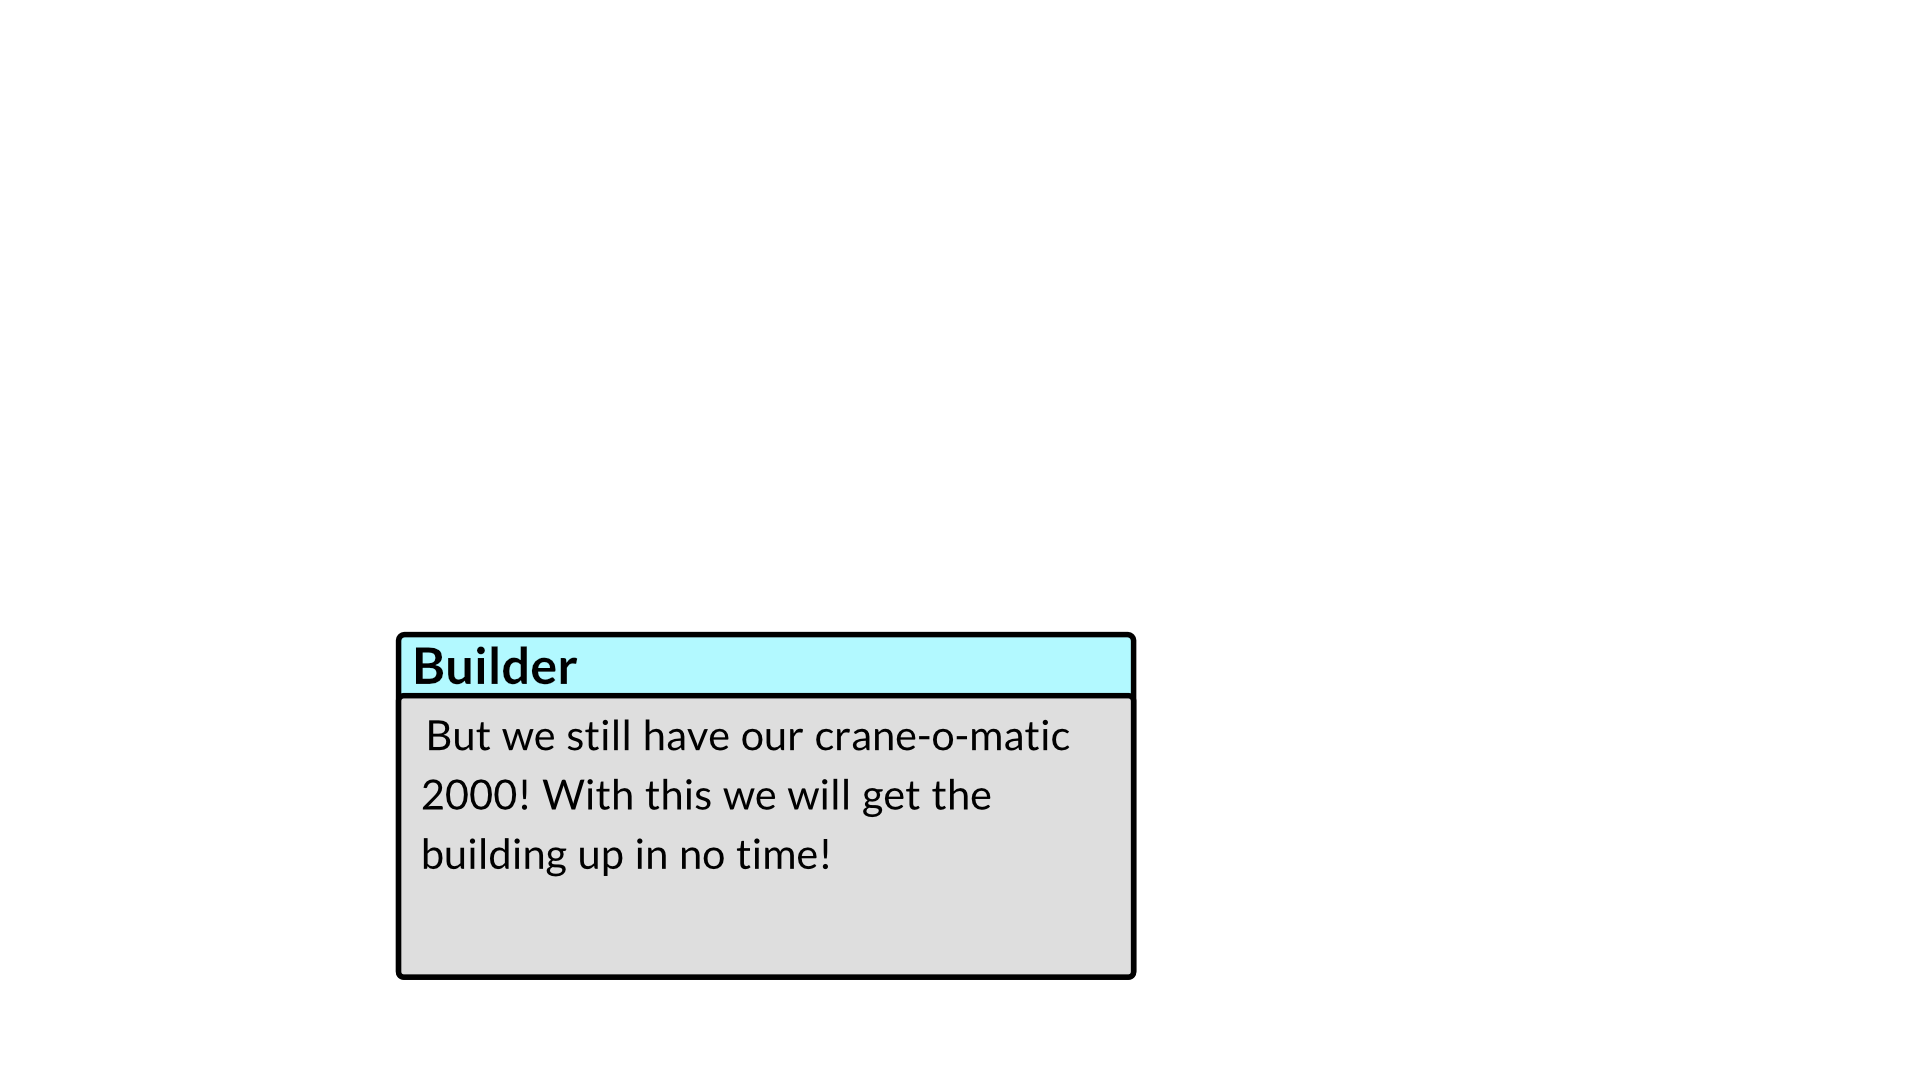 Builder
But we still have our crane-o-matic
2000! With this we will get the
building up in no time!